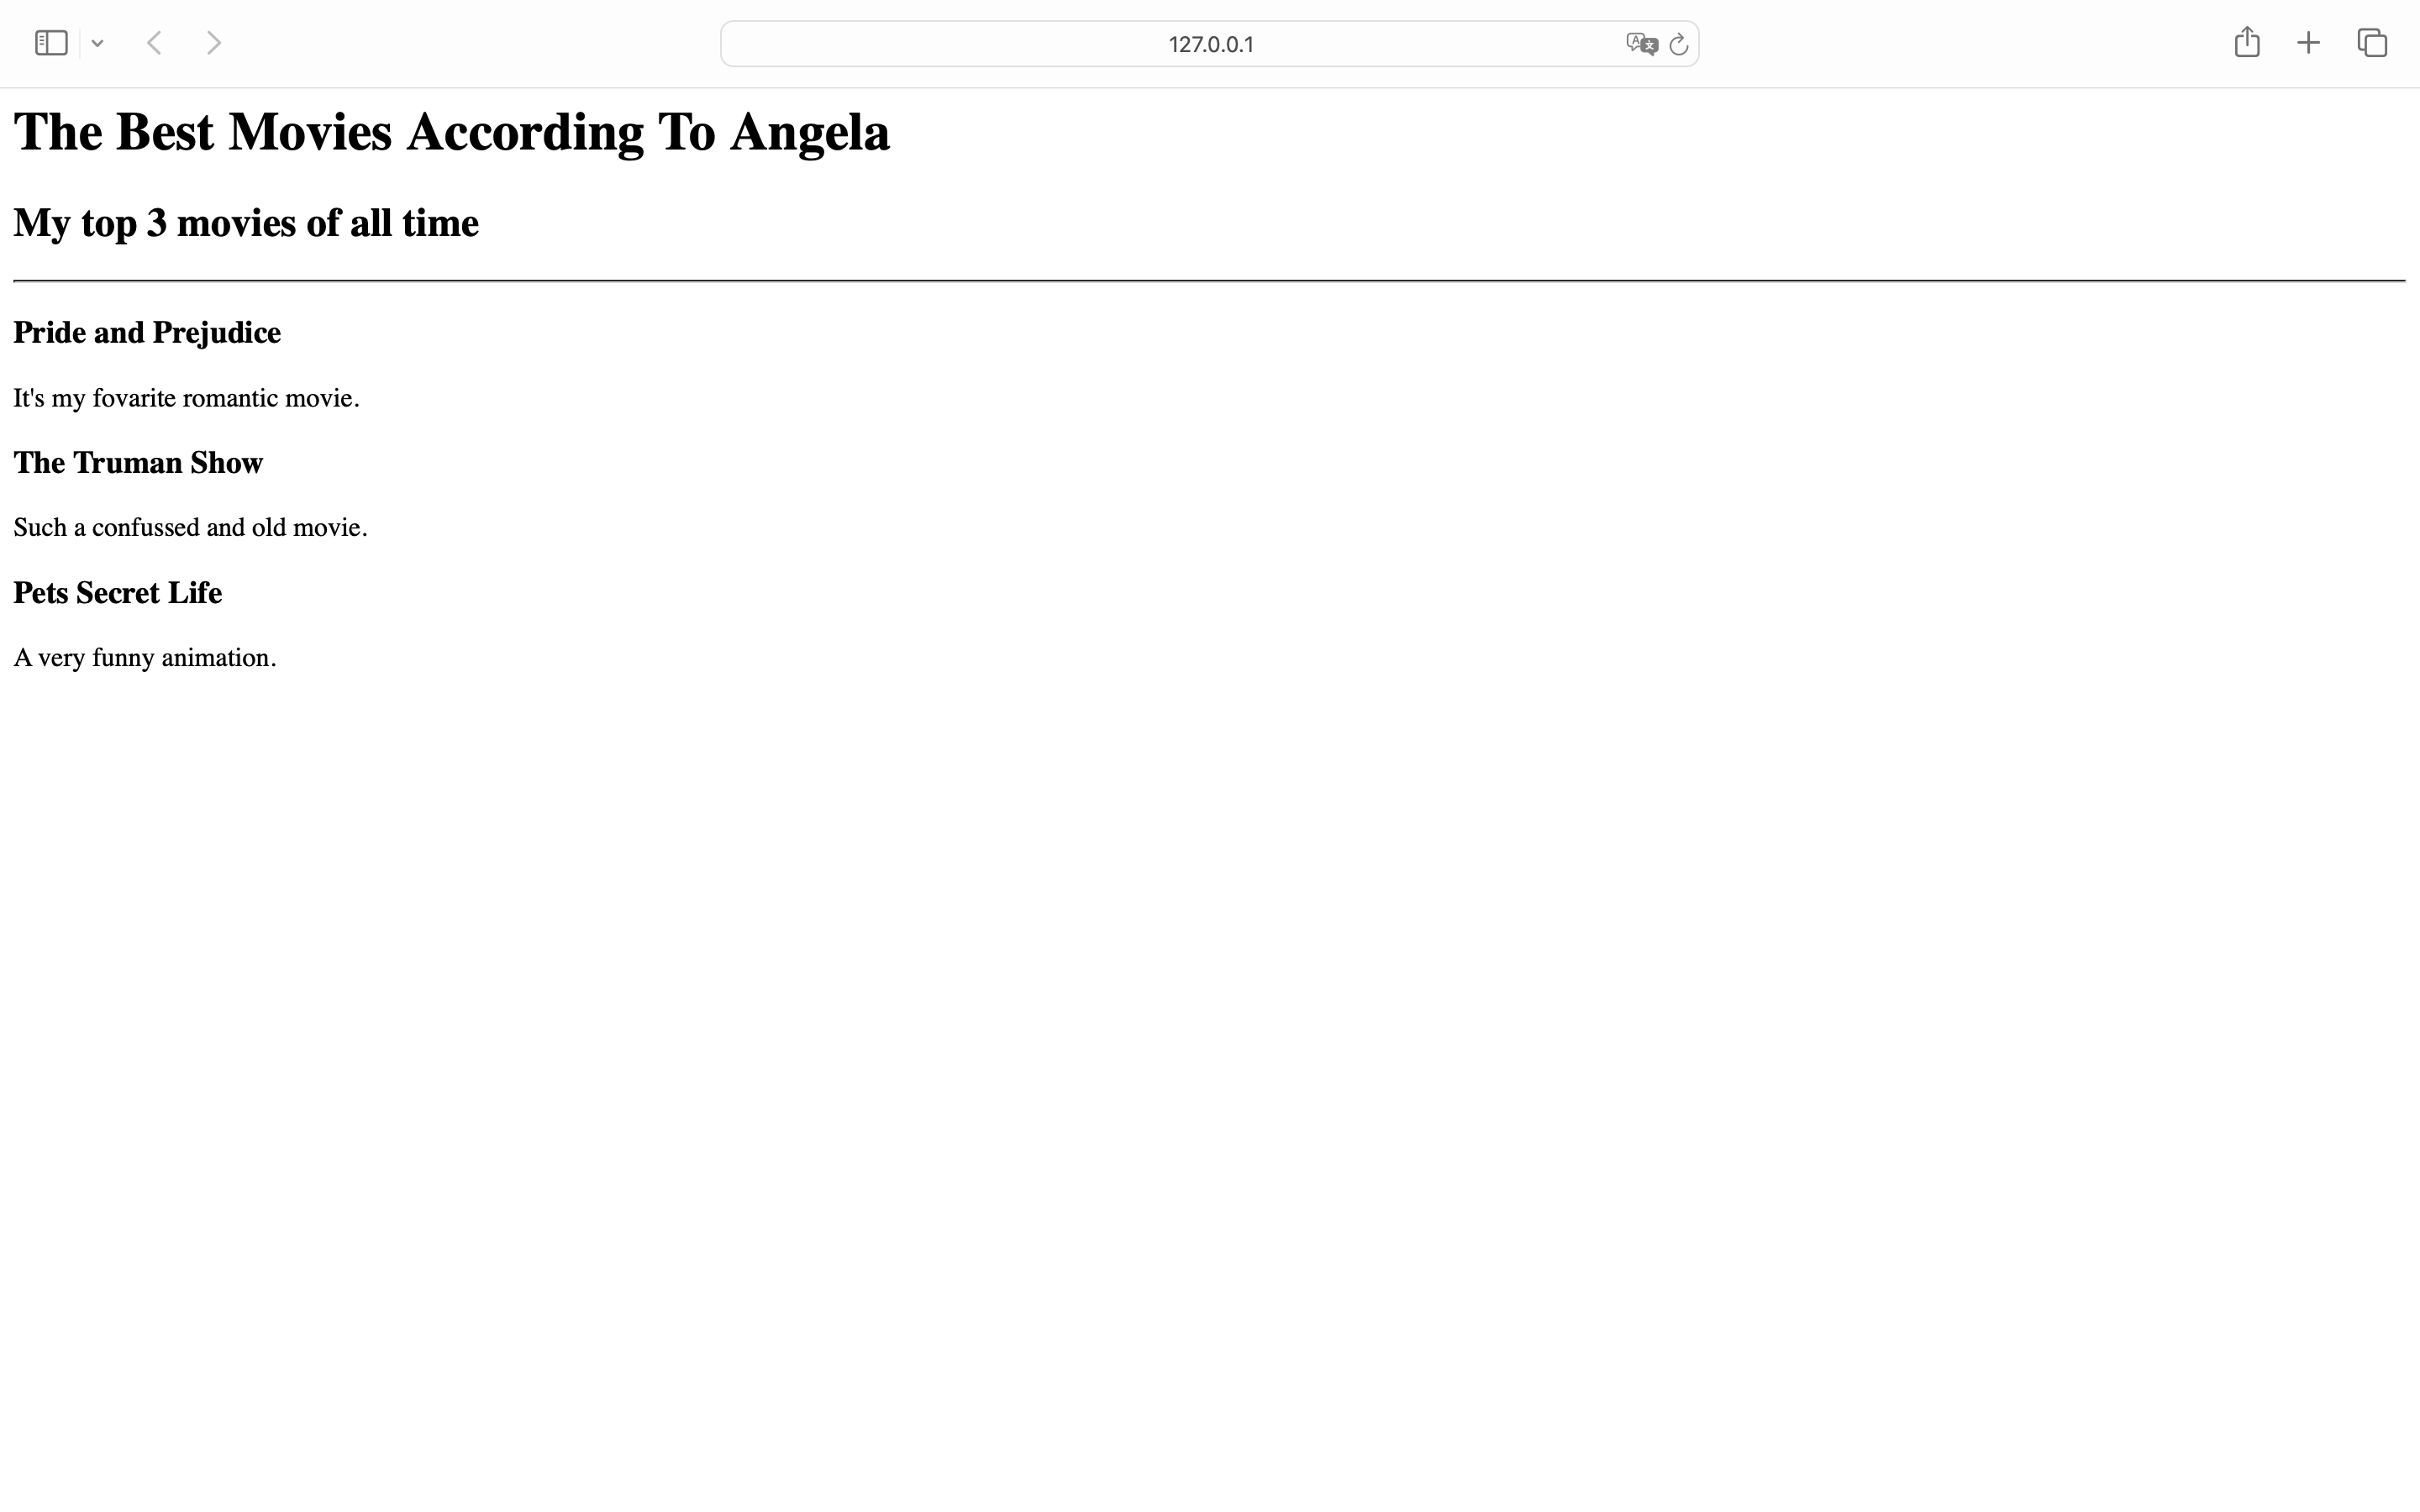 127.0.0.1
The Best Movies According To Angela
My top 3 movies of all time
Pride and Prejudice
It's my fovarite romantic movie.
The Truman Show
Such a confussed and old movie.
Pets Secret Life
A very funny animation.